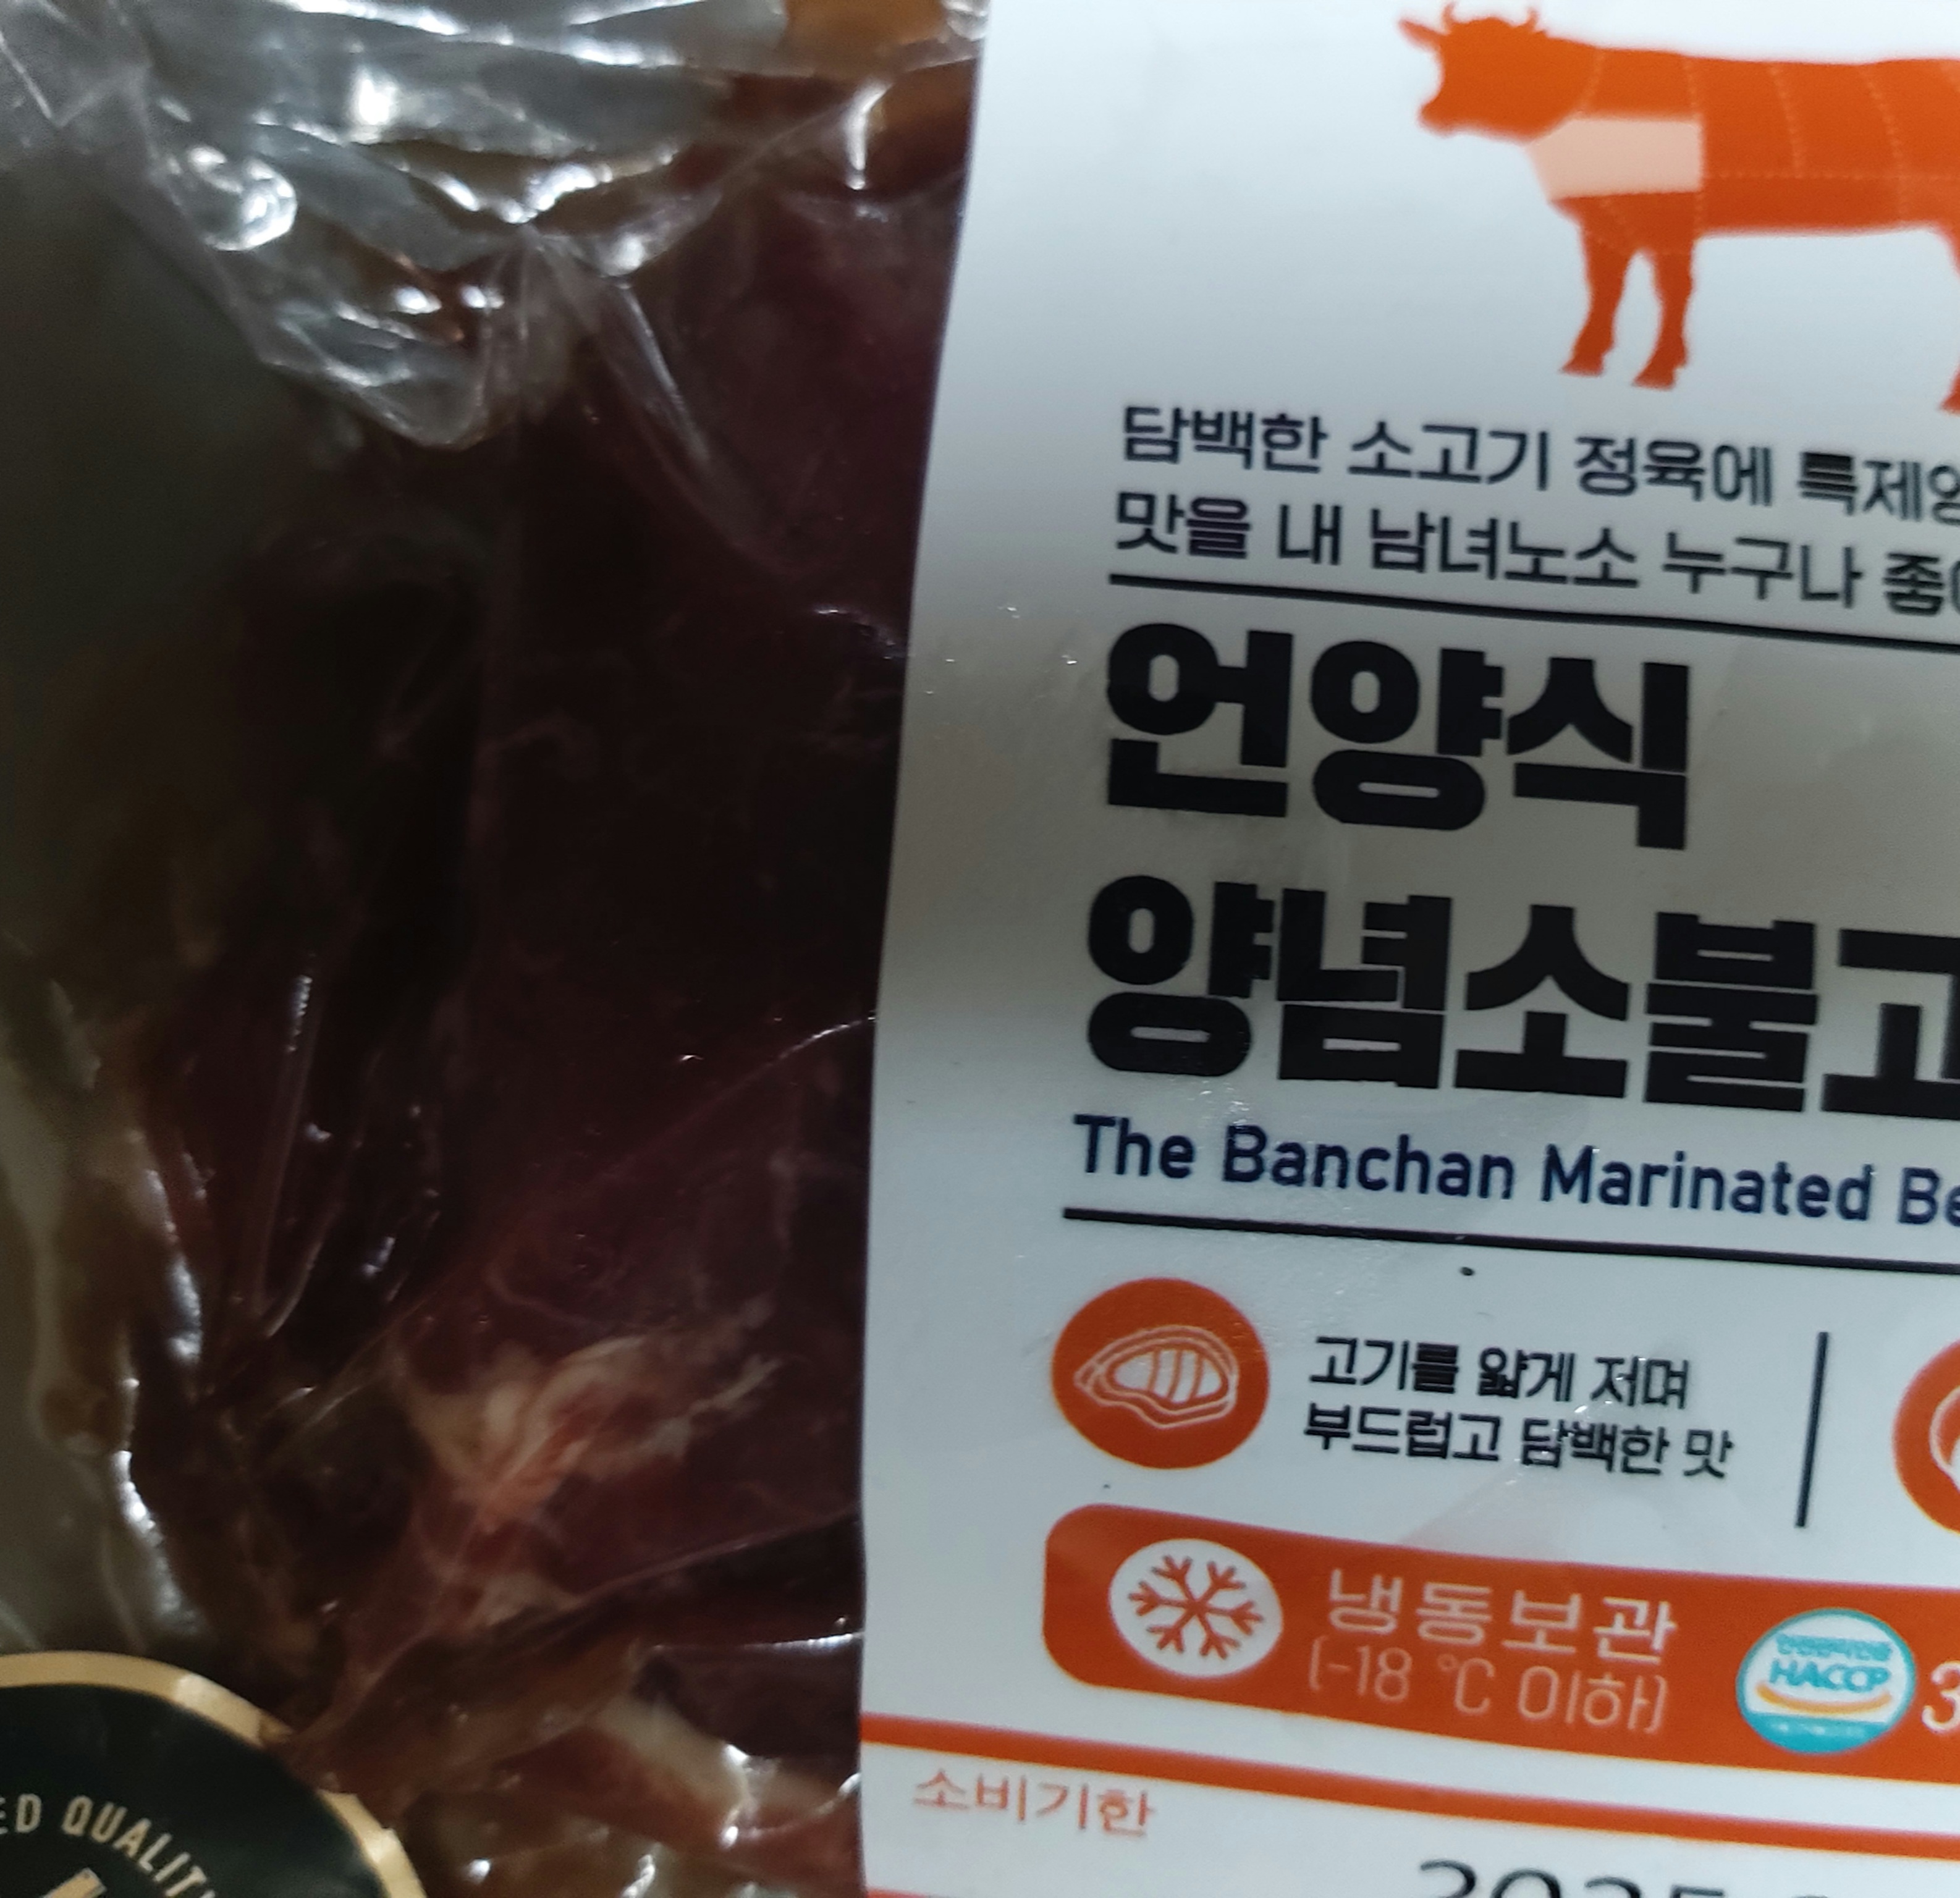 담백한 소고기 정육에
맛을 내 남녀노소 누구나
언양식
양념소불고
The Banchan Marinated
고기를 얇게 저며
부드럽고 담백한 맛
냉동보관
(-18 °C 이하)
HACCP
소비기한
QUALITY